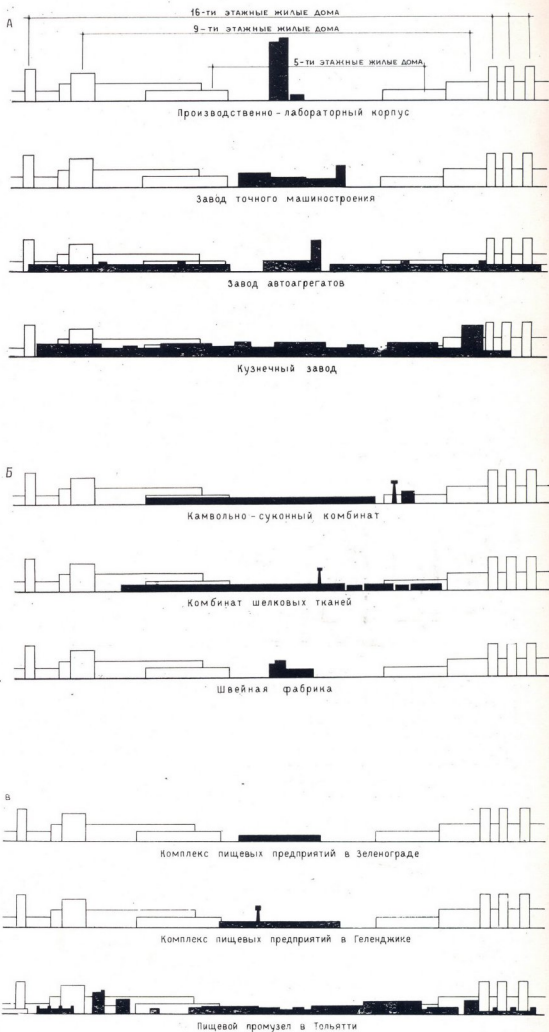 А
16-ти этажные жилые дома
9-ти этажные жилые дома
5-ти этажные жилые дома
Производственно-лабораторный корпус
Завод точного машиностроения
Завод автоагрегатов
Кузнечный завод
Б
Камвольно-суконный комбинат
Комбинат шелковых тканей
Швейная фабрика
в
Комплекс пищевых предприятий в Зеленограде
Комплекс пищевых предприятий в Геленджике
Пищевой промузел в Тольятти